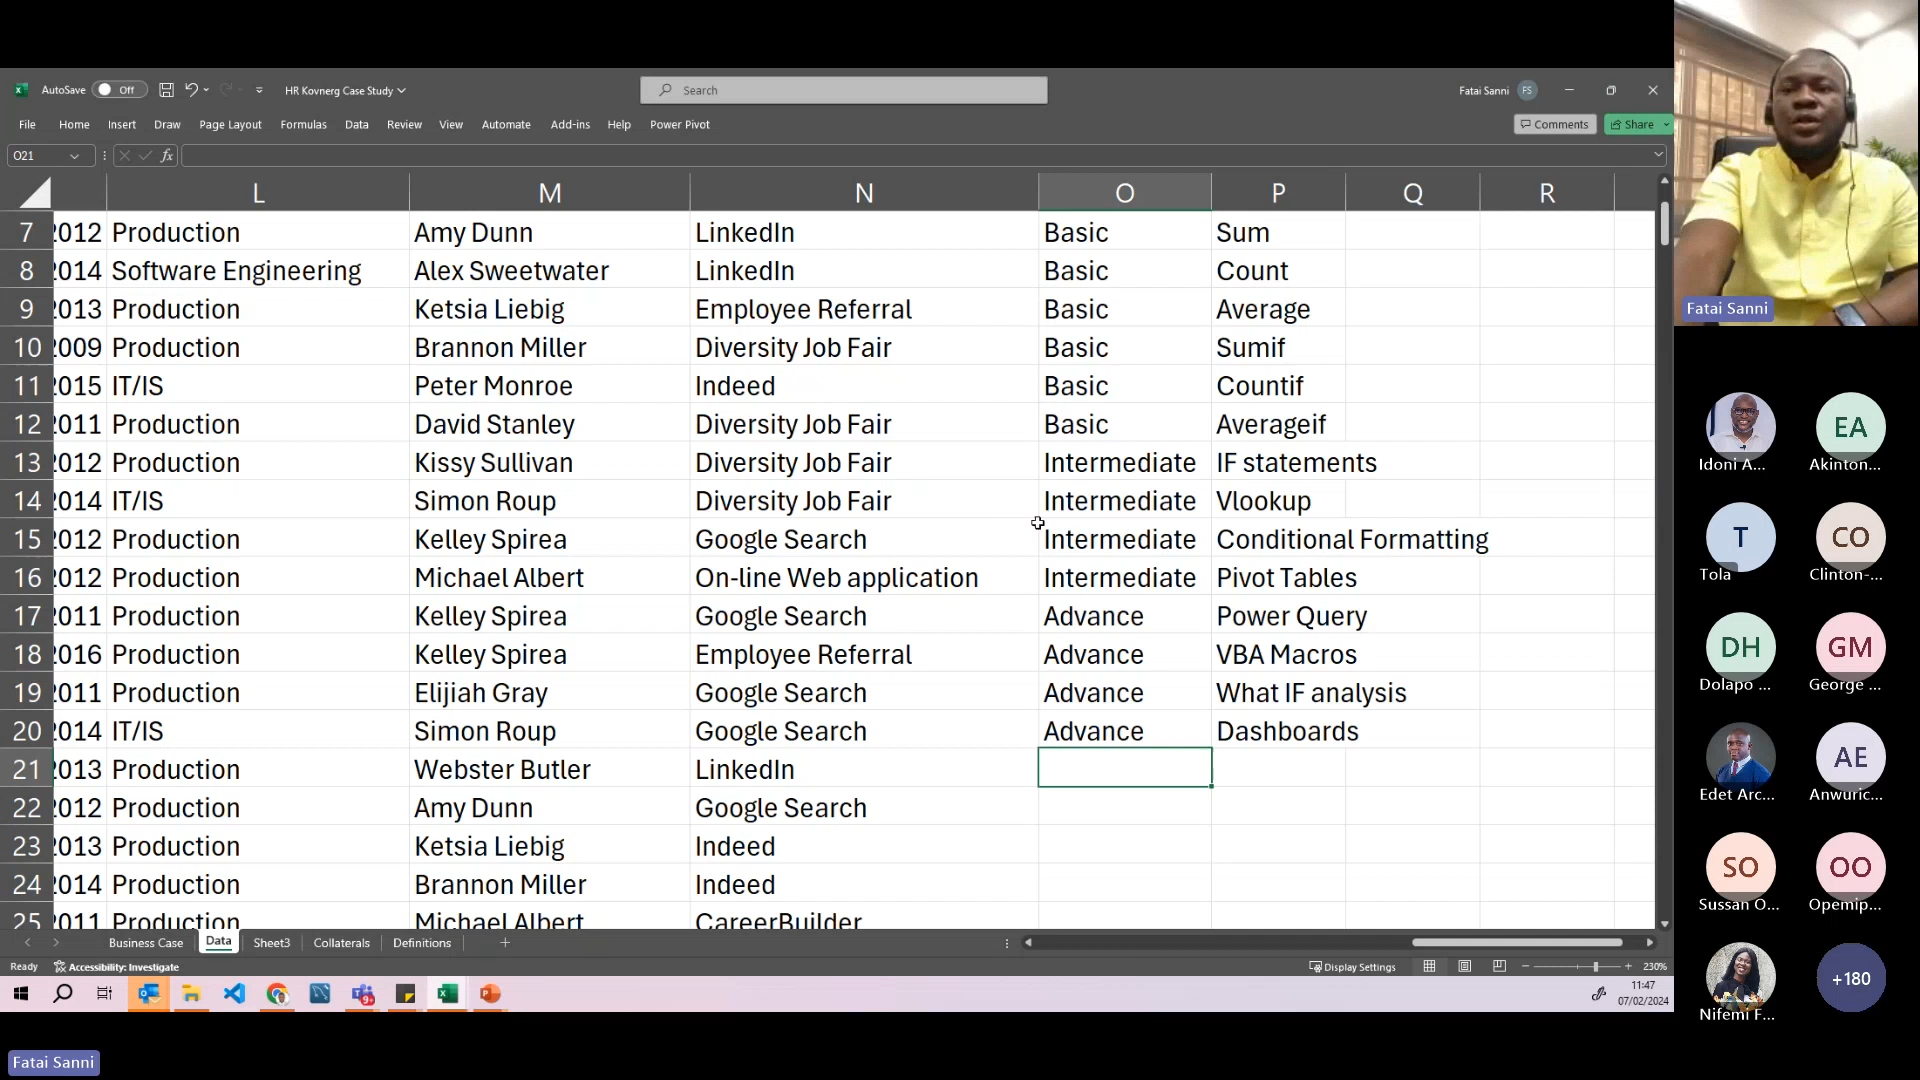 AutoSave Off HR Kovnerg Case Study Search Fatai Sanni FS
File Home Insert Draw Page Layout Formulas Data Review View Automate Add-ins Help Power Pivot Comments Share
O21 fx
L M N O P Q R
7 2012 Production Amy Dunn LinkedIn Basic Sum
8 2014 Software Engineering Alex Sweetwater LinkedIn Basic Count
9 2013 Production Ketsia Liebig Employee Referral Basic Average
10 2009 Production Brannon Miller Diversity Job Fair Basic Sumif
11 2015 IT/IS Peter Monroe Indeed Basic Countif
12 2011 Production David Stanley Diversity Job Fair Basic Averageif
13 2012 Production Kissy Sullivan Diversity Job Fair Intermediate IF statements
14 2014 IT/IS Simon Roup Diversity Job Fair Intermediate Vlookup
15 2012 Production Kelley Spirea Google Search Intermediate Conditional Formatting
16 2012 Production Michael Albert On-line Web application Intermediate Pivot Tables
17 2011 Production Kelley Spirea Google Search Advance Power Query
18 2016 Production Kelley Spirea Employee Referral Advance VBA Macros
19 2011 Production Elijiah Gray Google Search Advance What IF analysis
20 2014 IT/IS Simon Roup Google Search Advance Dashboards
21 2013 Production Webster Butler LinkedIn
22 2012 Production Amy Dunn Google Search
23 2013 Production Ketsia Liebig Indeed
24 2014 Production Brannon Miller Indeed
25 2011 Production Michael Albert CareerBuilder
Business Case Data Sheet3 Collaterals Definitions
Ready Accessibility: Investigate Display Settings 230%
9+
11:47
07/02/2024
Fatai Sanni
Fatai Sanni
EA
Idoni A... Akinton...
T CO
Tola Clinton-...
DH GM
Dolapo ... George ...
AE
Edet Arc... Anwuric...
SO OO
Sussan O... Opemip...
+180
Nifemi F...